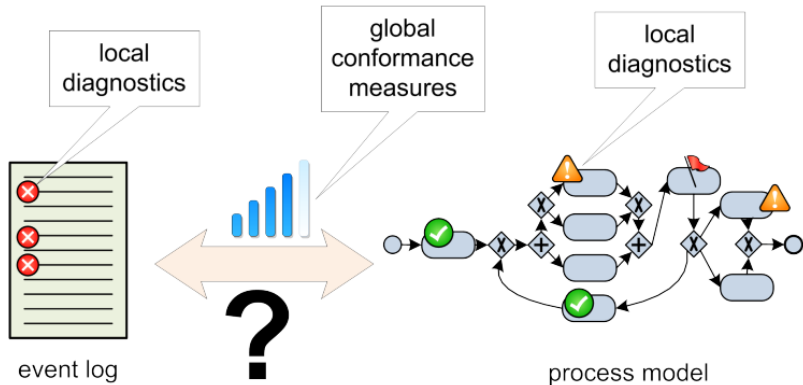 local
diagnostics
global
conformance
measures
local
diagnostics
?
event log
process model